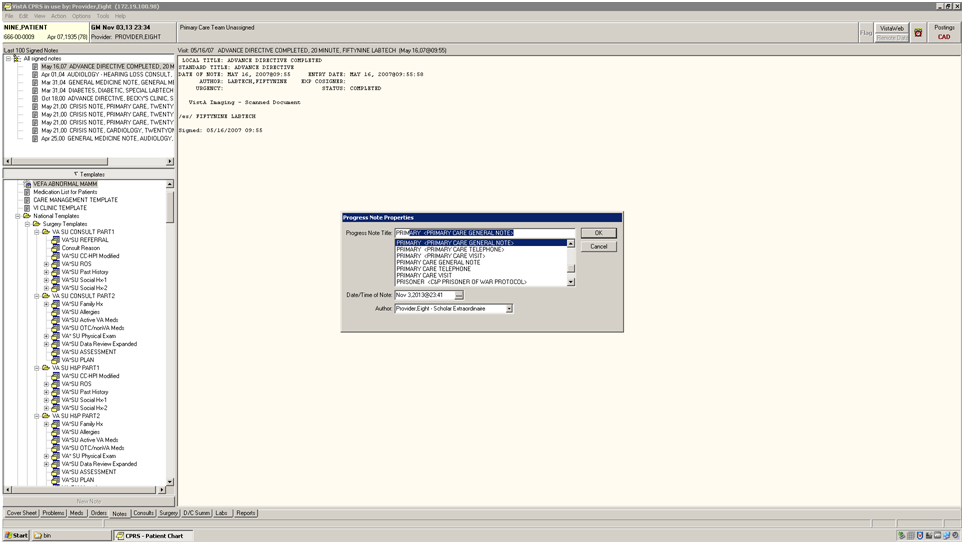 VistA CPRS in use by: Provider,Eight  (172.19.100.98)
File Edit View Action Options Tools Help
NINE,PATIENT
666-00-0009 Apr 07,1935 (78)
GM Nov 03,13 23:34
Provider: PROVIDER,EIGHT
Primary Care Team Unassigned
Flag
VistaWeb
Remote Data
Postings
CAD
Last 100 Signed Notes
Visit: 05/16/07  ADVANCE DIRECTIVE COMPLETED, 20 MINUTE, FIFTYNINE LABTECH  (May 16,07@09:55)
All signed notes
May 16,07 ADVANCE DIRECTIVE COMPLETED, 20 M
Apr 01,04 AUDIOLOGY - HEARING LOSS CONSULT,
Mar 31,04 GENERAL MEDICINE NOTE, GENERAL M
Mar 31,04 DIABETES, DIABETIC, SPECIAL LABTECH
Oct 18,00 ADVANCE DIRECTIVE, BECKY'S CLINIC, S
May 21,00 CRISIS NOTE, PRIMARY CARE, TWENTY
May 21,00 CRISIS NOTE, PRIMARY CARE, TWENTY
May 21,00 CRISIS NOTE, PRIMARY CARE, TWENTY
May 21,00 CRISIS NOTE, CARDIOLOGY, TWENTYON
Apr 25,00 GENERAL MEDICINE NOTE, AUDIOLOGY,
LOCAL TITLE: ADVANCE DIRECTIVE COMPLETED
STANDARD TITLE: ADVANCE DIRECTIVE
DATE OF NOTE: MAY 16, 2007@09:55     ENTRY DATE: MAY 16, 2007@09:55:58
AUTHOR: LABTECH,FIFTYNINE    EXP COSIGNER:
URGENCY:                            STATUS: COMPLETED
VistA Imaging - Scanned Document
/es/ FIFTYNINE LABTECH
Signed: 05/16/2007 09:55
Templates
VEFA ABNORMAL MAMM
Medication List for Patients
CARE MANAGEMENT TEMPLATE
VI CLINIC TEMPLATE
National Templates
Surgery Templates
VA SU CONSULT PART1
VA*SU REFERRAL
Consult Reason
VA*SU CC-HPI Modified
VA*SU ROS
VA*SU Past History
VA*SU Social Hx-1
VA*SU Social Hx-2
VA SU CONSULT PART2
VA*SU Family Hx
VA*SU Allergies
VA*SU Active VA Meds
VA*SU OTC/nonVA Meds
VA* SU Physical Exam
VA*SU Data Review Expanded
VA*SU ASSESSMENT
VA*SU PLAN
VA SU H&P PART1
VA*SU CC-HPI Modified
VA*SU ROS
VA*SU Past History
VA*SU Social Hx-1
VA*SU Social Hx-2
VA SU H&P PART2
VA*SU Family Hx
VA*SU Allergies
VA*SU Active VA Meds
VA*SU OTC/nonVA Meds
VA* SU Physical Exam
VA*SU Data Review Expanded
VA*SU ASSESSMENT
VA*SU PLAN
New Note
Progress Note Properties
Progress Note Title: PRIMARY  <PRIMARY CARE GENERAL NOTE>
OK
PRIMARY  <PRIMARY CARE GENERAL NOTE>
Cancel
PRIMARY  <PRIMARY CARE TELEPHONE>
PRIMARY  <PRIMARY CARE VISIT>
PRIMARY CARE GENERAL NOTE
PRIMARY CARE TELEPHONE
PRIMARY CARE VISIT
PRISONER  <C&P PRISONER OF WAR PROTOCOL>
Date/Time of Note: Nov 3,2013@23:41 ...
Author: Provider,Eight - Scholar Extraordinaire
Cover Sheet Problems Meds Orders Notes Consults Surgery D/C Summ Labs Reports
Start bin CPRS - Patient Chart